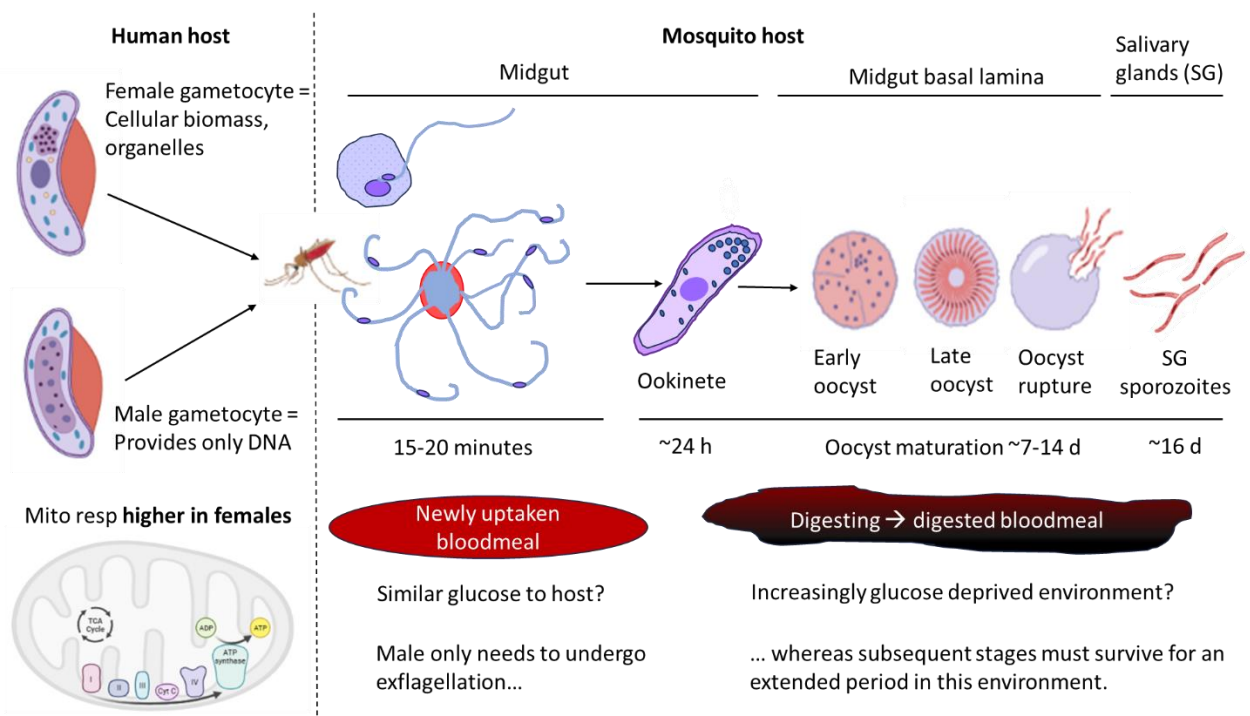 Human host
Female gametocyte =
Cellular biomass,
organelles
Male gametocyte =
Provides only DNA
Mito resp higher in females
TCA
Cycle
ADP
ATP
ATP
synthase
I
II
III
Cyt C
IV
Mosquito host
Midgut
Midgut basal lamina
Salivary
glands (SG)
Ookinete
Early
oocyst
Late
oocyst
Oocyst
rupture
SG
sporozoites
15-20 minutes
~24 h
Oocyst maturation ~7-14 d
~16 d
Newly uptaken
bloodmeal
Digesting → digested bloodmeal
Similar glucose to host?
Increasingly glucose deprived environment?
Male only needs to undergo
exflagellation…
… whereas subsequent stages must survive for an
extended period in this environment.